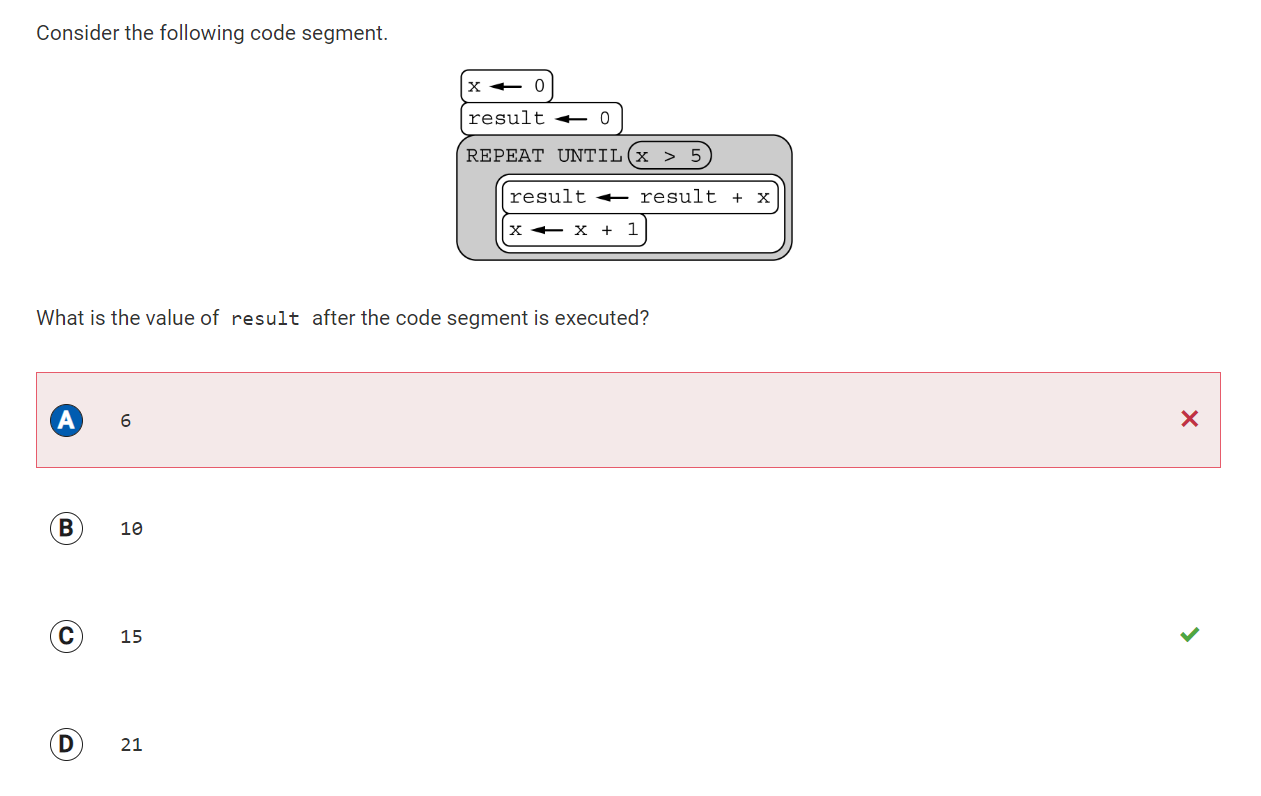 Consider the following code segment.
x ← 0
result ← 0
REPEAT UNTIL x > 5
result ← result + x
x ← x + 1
What is the value of result after the code segment is executed?
A 6
B 10
C 15
D 21